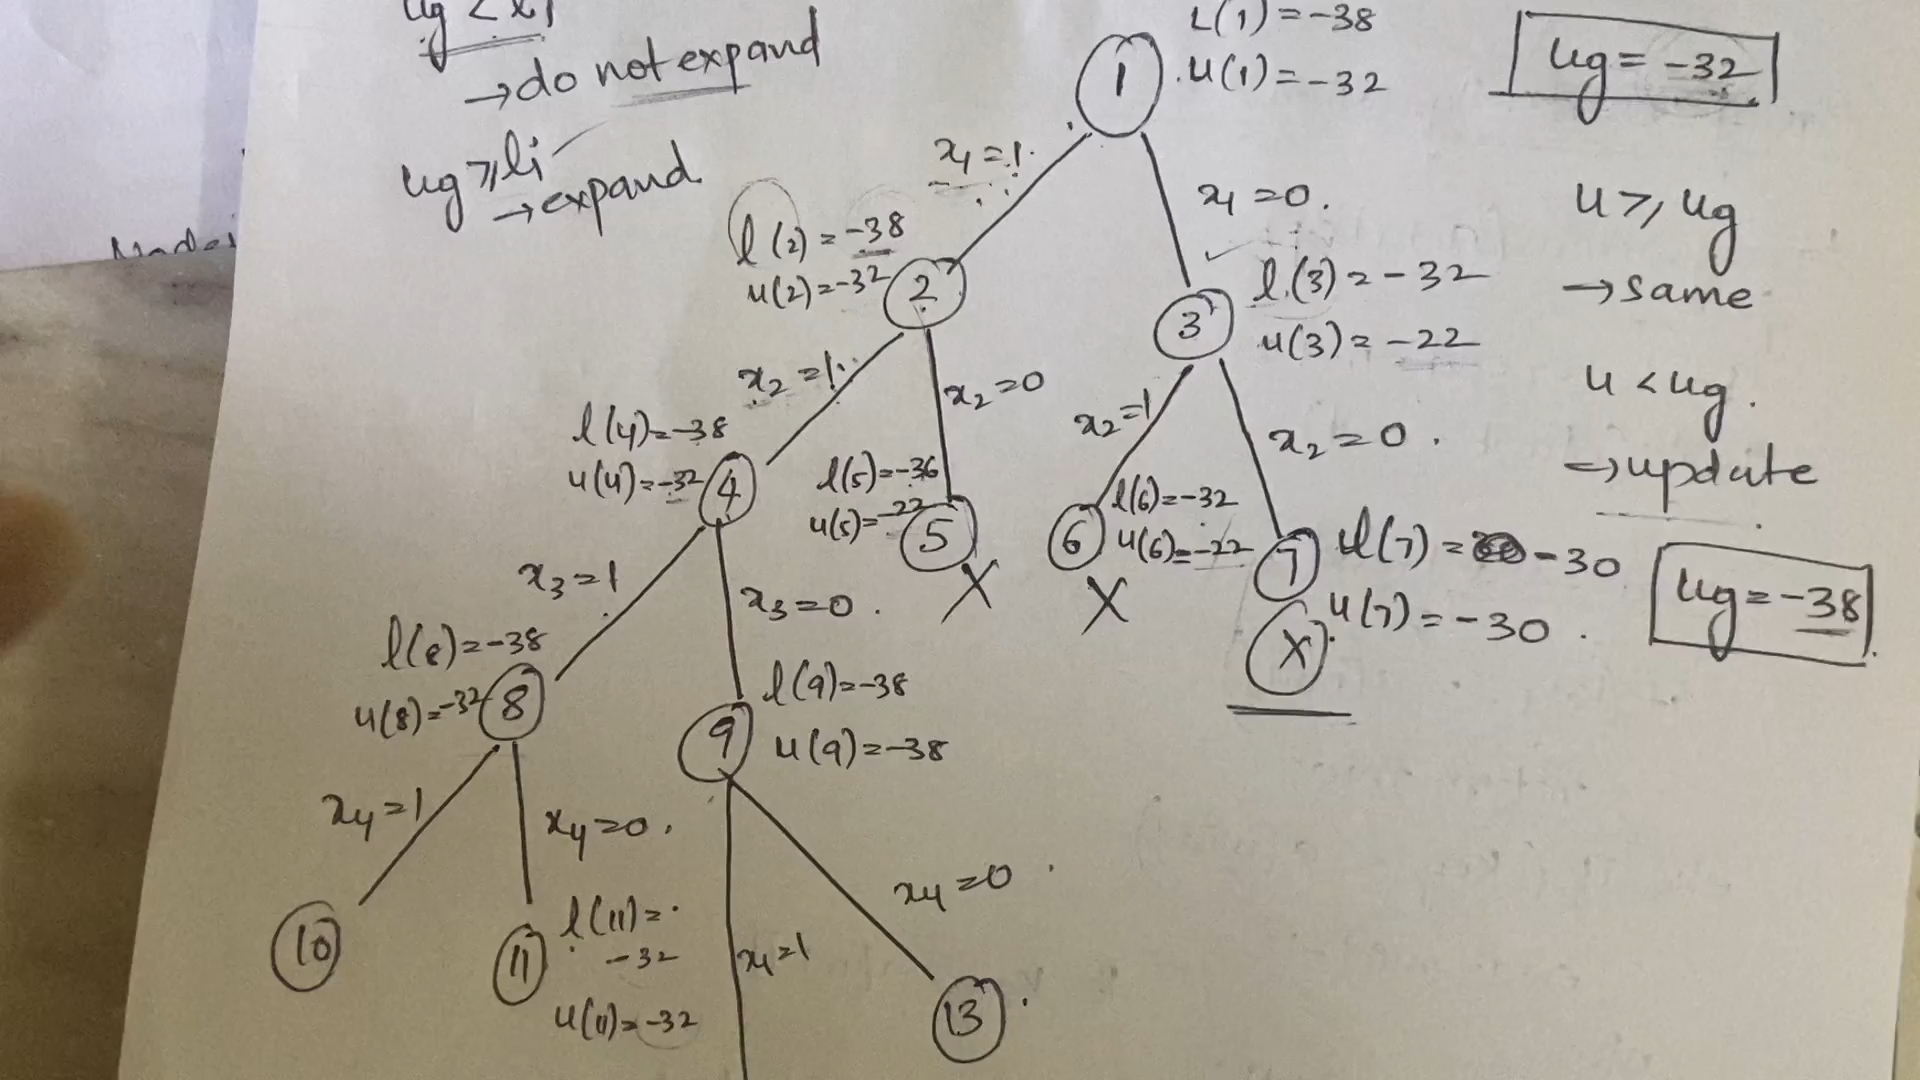 ug < li
→ do not expand
ug ≥ li
→ expand
L(1) = -38
u(1) = -32
1
ug = -32
x1 = 1
x1 = 0
u ≥ ug
→ same
l(2) = -38
u(2) = -32
2
l(3) = -32
u(3) = -22
3
u < ug
→ update
x2 = 1
x2 = 0
x2 = 1
x2 = 0
l(4) = -38
u(4) = -32
4
l(5) = -36
u(5) = -22
5
X
l(6) = -32
u(6) = -22
6
X
l(7) = -30
u(7) = -30
7
X
ug = -38
x3 = 1
x3 = 0
l(8) = -38
u(8) = -32
8
l(9) = -38
u(9) = -38
9
x4 = 1
x4 = 0
x4 = 1
x4 = 0
10
11
l(11) =
-32
u(11) = -32
13